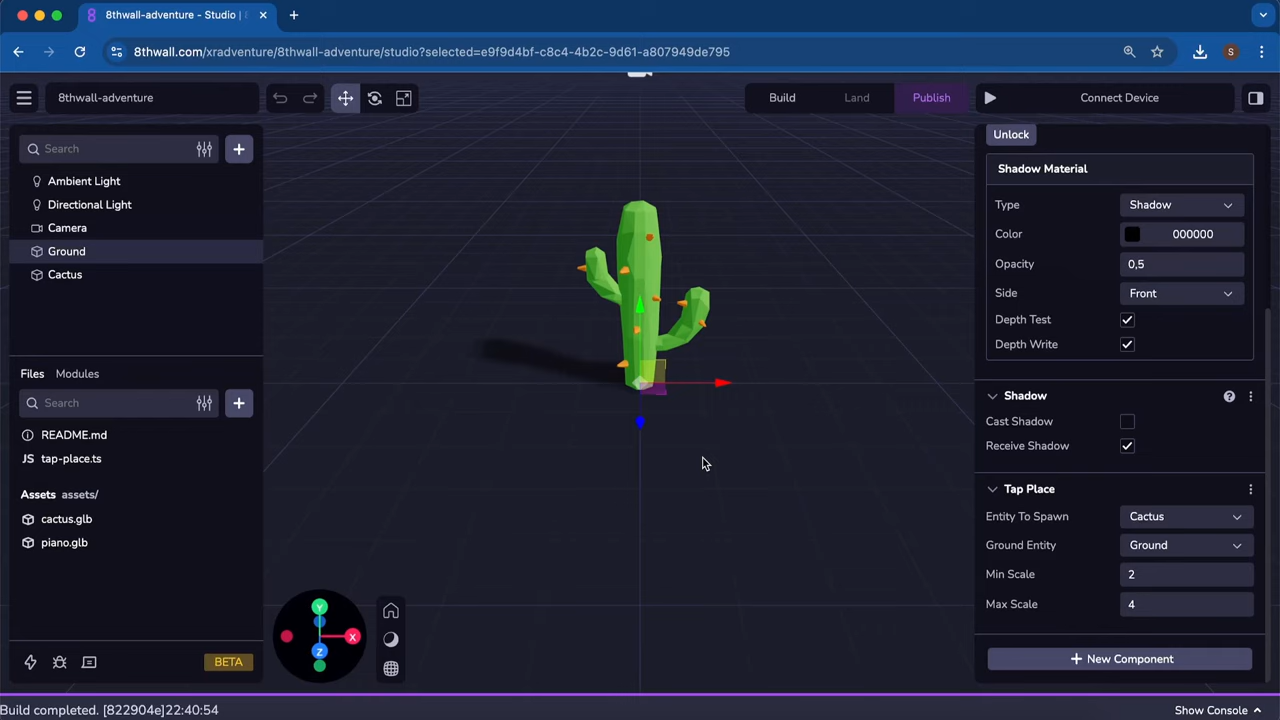 8thwall-adventure - Studio |
8thwall.com/xradventure/8thwall-adventure/studio?selected=e9f9d4bf-c8c4-4b2c-9d61-a807949de795
S
8thwall-adventure
Build
Land
Publish
Connect Device
Search
Ambient Light
Directional Light
Camera
Ground
Cactus
Files
Modules
Search
README.md
JS tap-place.ts
Assets assets/
cactus.glb
piano.glb
BETA
Y
X
Z
Unlock
Shadow Material
Type
Shadow
Color
000000
Opacity
0,5
Side
Front
Depth Test
Depth Write
Shadow
?
Cast Shadow
Receive Shadow
Tap Place
Entity To Spawn
Cactus
Ground Entity
Ground
Min Scale
2
Max Scale
4
+ New Component
Build completed. [822904e]22:40:54
Show Console